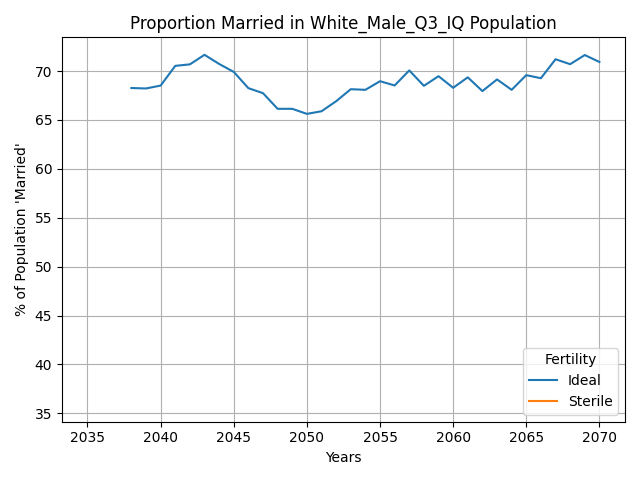 Proportion Married in White_Male_Q3_IQ Population
% of Population 'Married'
70
65
60
55
50
45
40
35
2035 2040 2045 2050 2055 2060 2065 2070
Years
Fertility
Ideal
Sterile